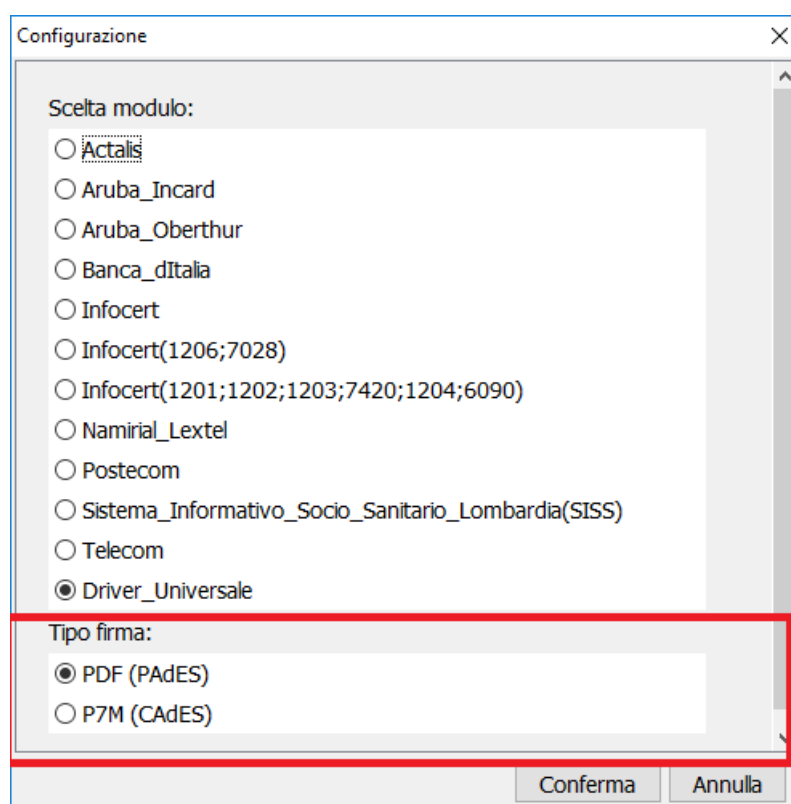 Configurazione
Scelta modulo:
Actalis
Aruba_Incard
Aruba_Oberthur
Banca_dItalia
Infocert
Infocert(1206;7028)
Infocert(1201;1202;1203;7420;1204;6090)
Namirial_Lextel
Postecom
Sistema_Informativo_Socio_Sanitario_Lombardia(SISS)
Telecom
Driver_Universale
Tipo firma:
PDF (PAdES)
P7M (CAdES)
Conferma Annulla